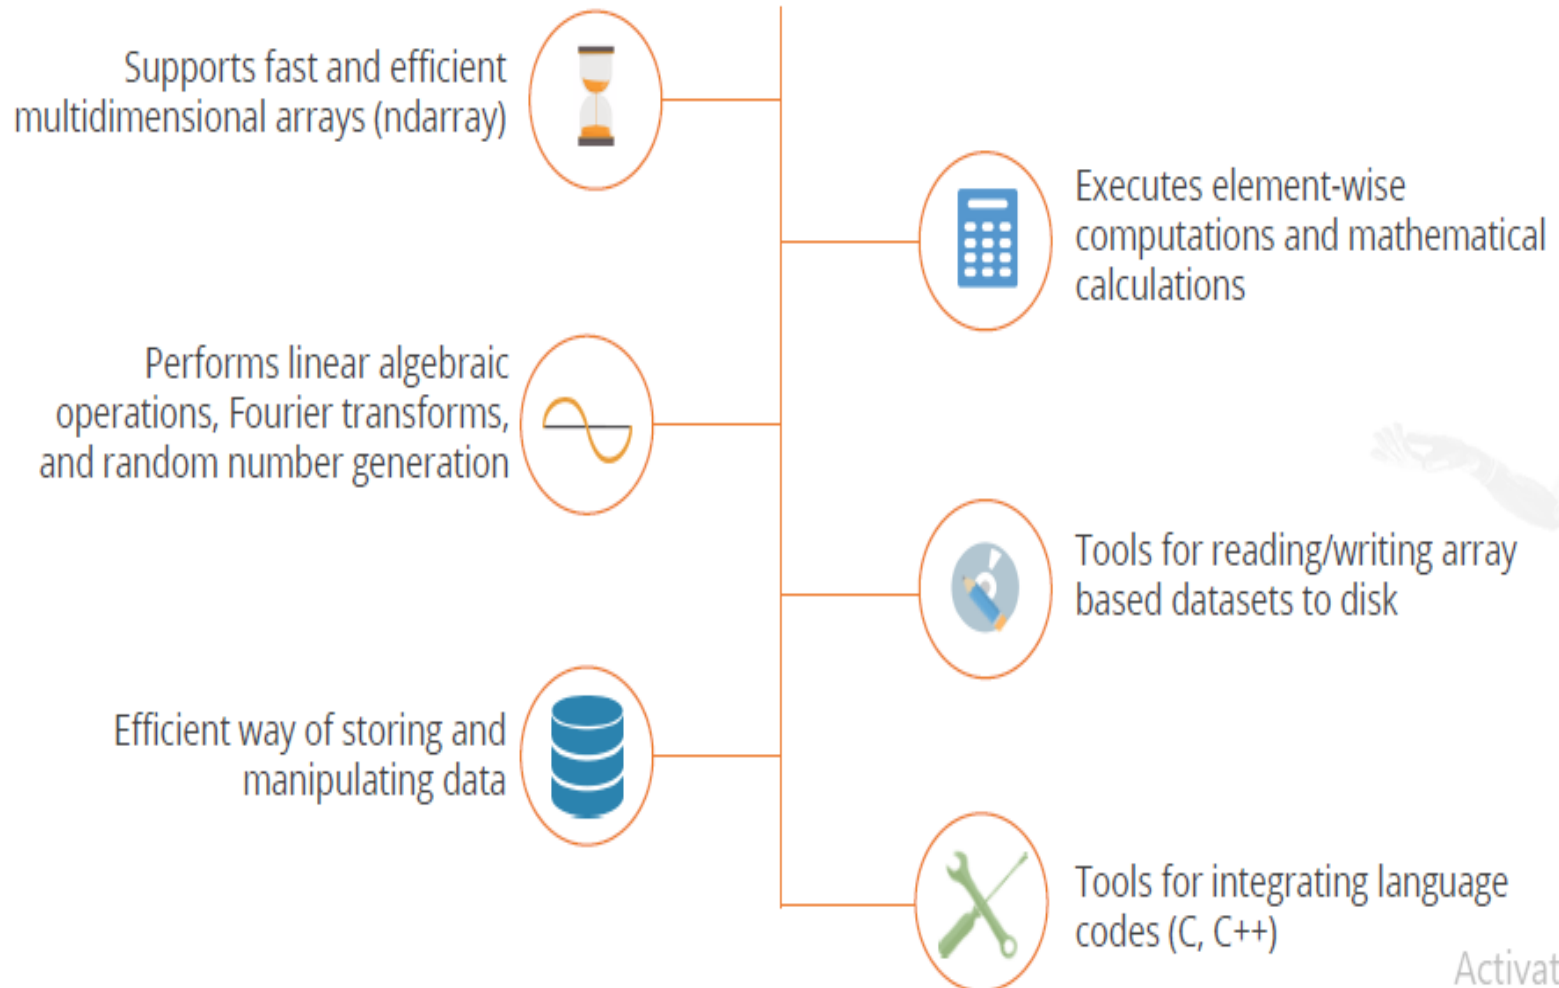 Supports fast and efficient
multidimensional arrays (ndarray)
Executes element-wise
computations and mathematical
calculations
Performs linear algebraic
operations, Fourier transforms,
and random number generation
Tools for reading/writing array
based datasets to disk
Efficient way of storing and
manipulating data
Tools for integrating language
codes (C, C++)
Activat